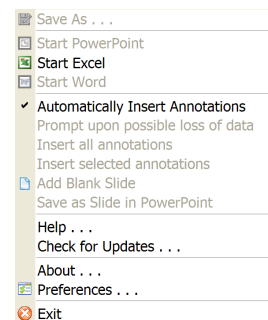 Save As . . .
Start PowerPoint
Start Excel
Start Word
Automatically Insert Annotations
Prompt upon possible loss of data
Insert all annotations
Insert selected annotations
Add Blank Slide
Save as Slide in PowerPoint
Help . . .
Check for Updates . . .
About . . .
Preferences . . .
Exit